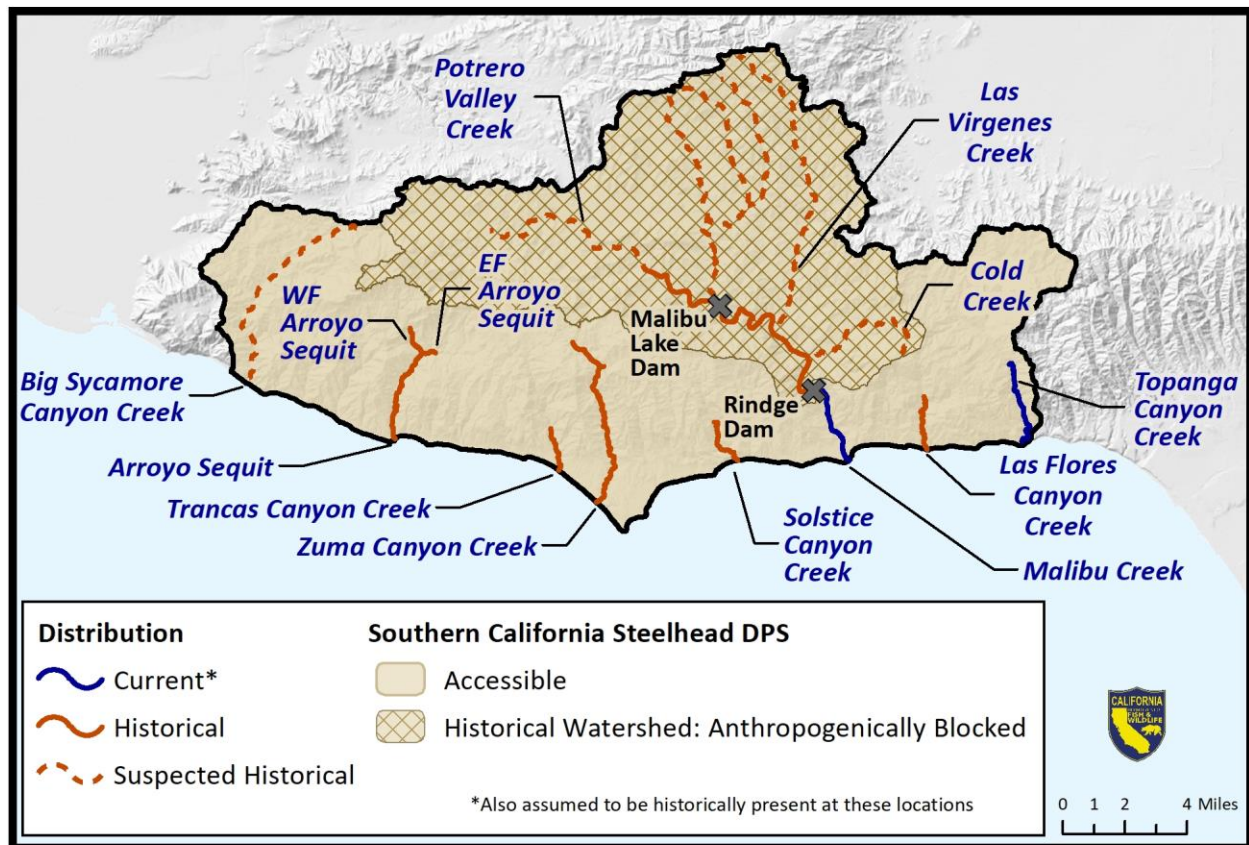 Potrero
Valley
Creek
Las
Virgenes
Creek
EF
Arroyo
Sequit
WF
Arroyo
Sequit
Cold
Creek
Malibu
Lake
Dam
Rindge
Dam
Big Sycamore
Canyon Creek
Topanga
Canyon
Creek
Arroyo Sequit
Trancas Canyon Creek
Zuma Canyon Creek
Solstice
Canyon
Creek
Las Flores
Canyon
Creek
Malibu Creek
Distribution
Current*
Historical
Suspected Historical
Southern California Steelhead DPS
Accessible
Historical Watershed: Anthropogenically Blocked
*Also assumed to be historically present at these locations
CALIFORNIA
FISH &
WILDLIFE
0 1 2 4 Miles